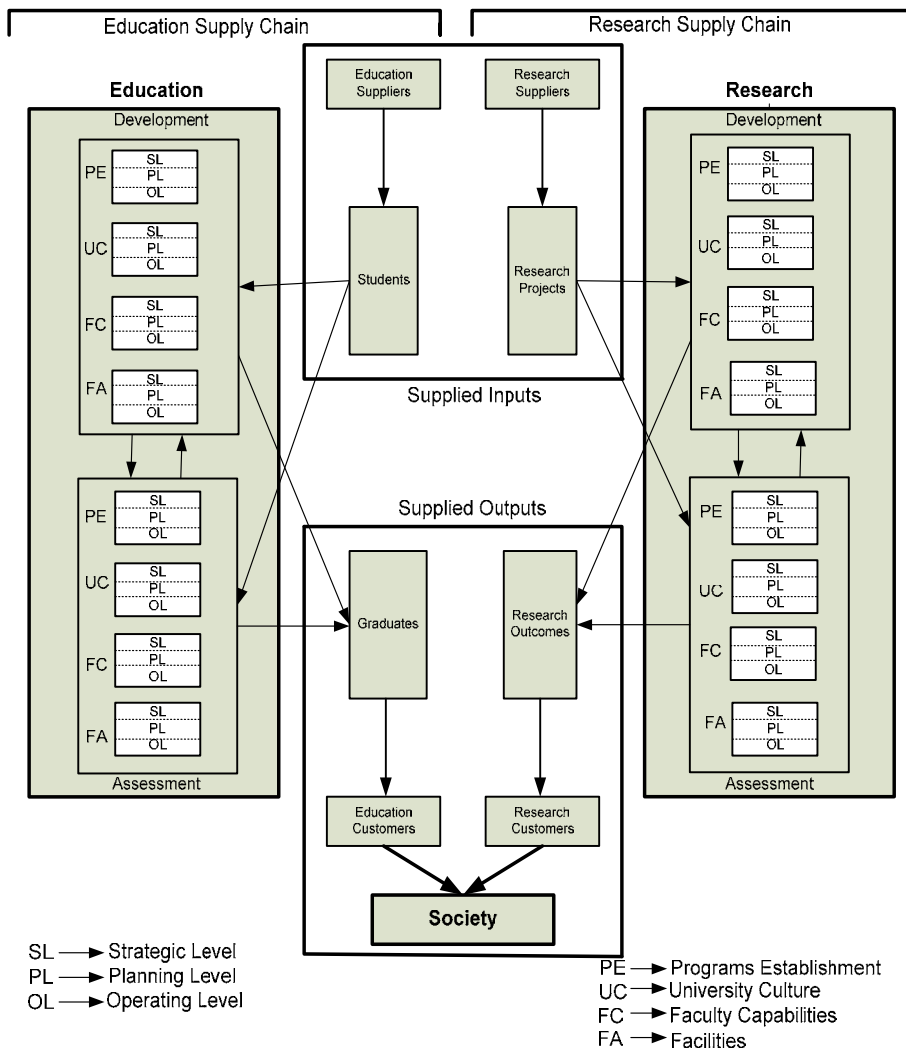 Education Supply Chain
Research Supply Chain
Education
Development
PE
SL
PL
OL
UC
SL
PL
OL
FC
SL
PL
OL
FA
SL
PL
OL
PE
SL
PL
OL
UC
SL
PL
OL
FC
SL
PL
OL
FA
SL
PL
OL
Assessment
Education
Suppliers
Research
Suppliers
Students
Research
Projects
Supplied Inputs
Supplied Outputs
Graduates
Research
Outcomes
Education
Customers
Research
Customers
Society
Research
Development
PE
SL
PL
OL
UC
SL
PL
OL
FC
SL
PL
OL
FA
SL
PL
OL
PE
SL
PL
OL
UC
SL
PL
OL
FC
SL
PL
OL
FA
SL
PL
OL
Assessment
SL Strategic Level
PL Planning Level
OL Operating Level
PE Programs Establishment
UC University Culture
FC Faculty Capabilities
FA Facilities